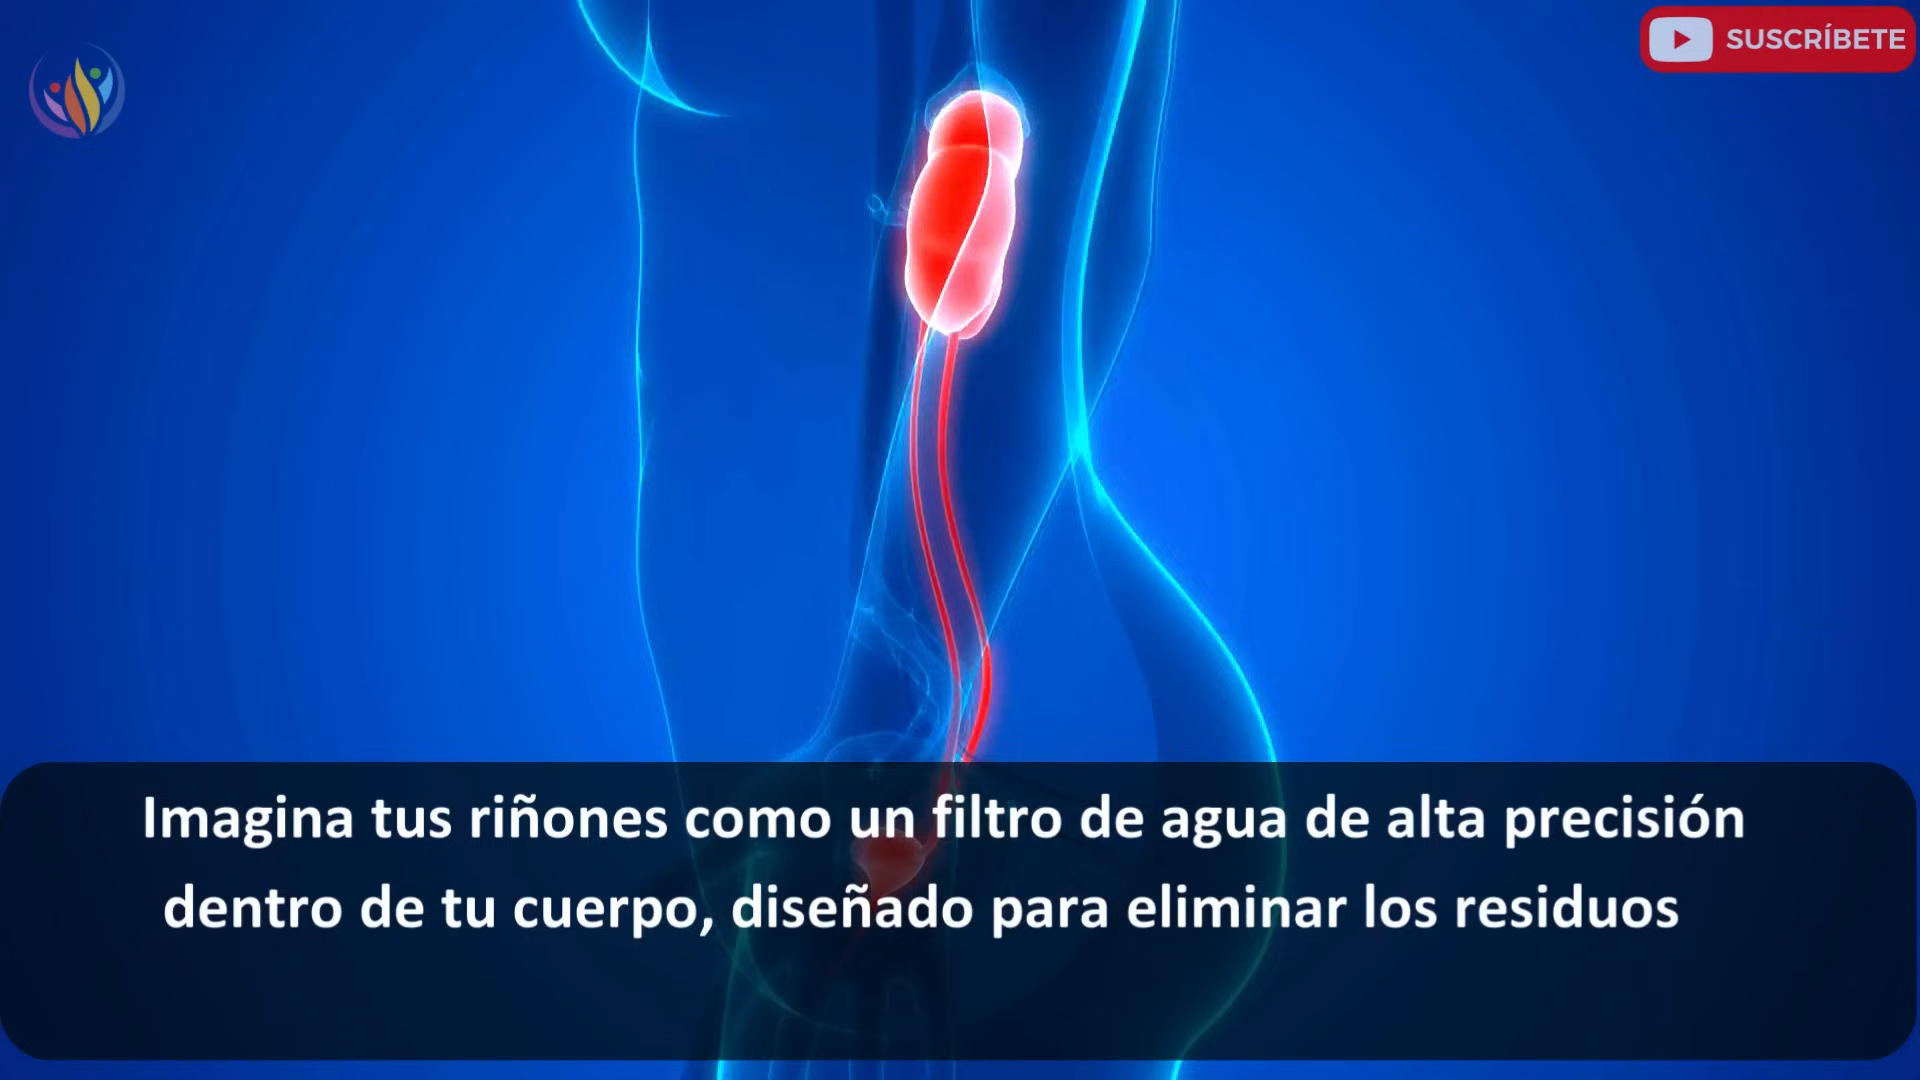 SUSCRÍBETE
Imagina tus riñones como un filtro de agua de alta precisión
dentro de tu cuerpo, diseñado para eliminar los residuos